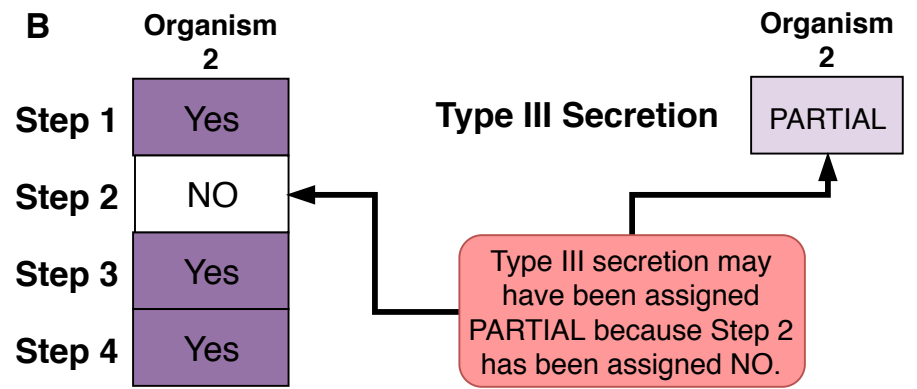 B
Organism
2
Step 1
Yes
Step 2
NO
Step 3
Yes
Step 4
Yes
Organism
2
Type III Secretion
PARTIAL
Type III secretion may
have been assigned
PARTIAL because Step 2
has been assigned NO.